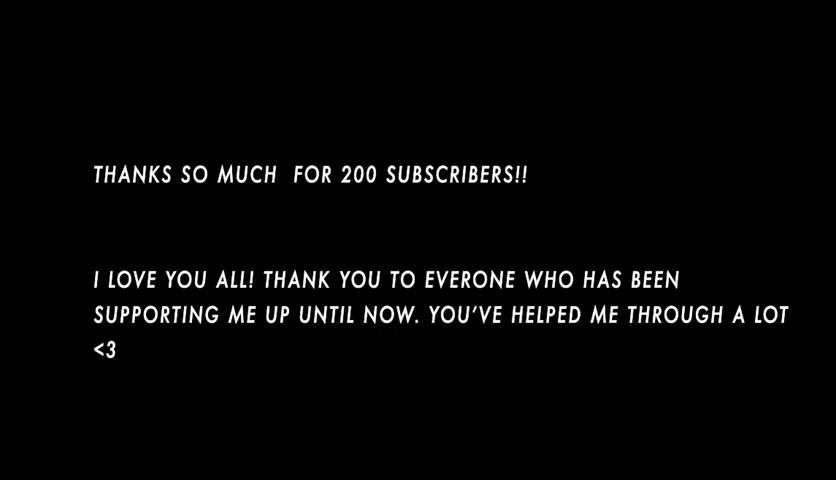 THANKS SO MUCH  FOR 200 SUBSCRIBERS!!
I LOVE YOU ALL! THANK YOU TO EVERONE WHO HAS BEEN
SUPPORTING ME UP UNTIL NOW. YOU’VE HELPED ME THROUGH A LOT
<3